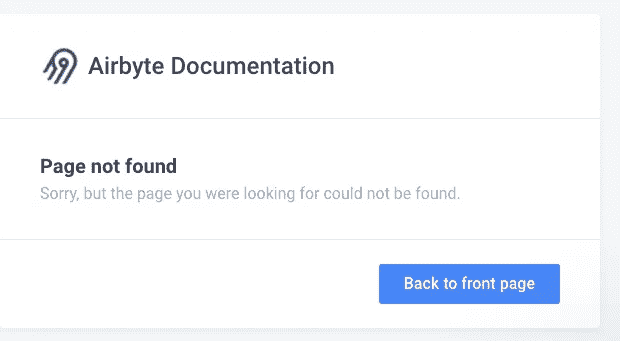 Airbyte Documentation
Page not found
Sorry, but the page you were looking for could not be found.
Back to front page